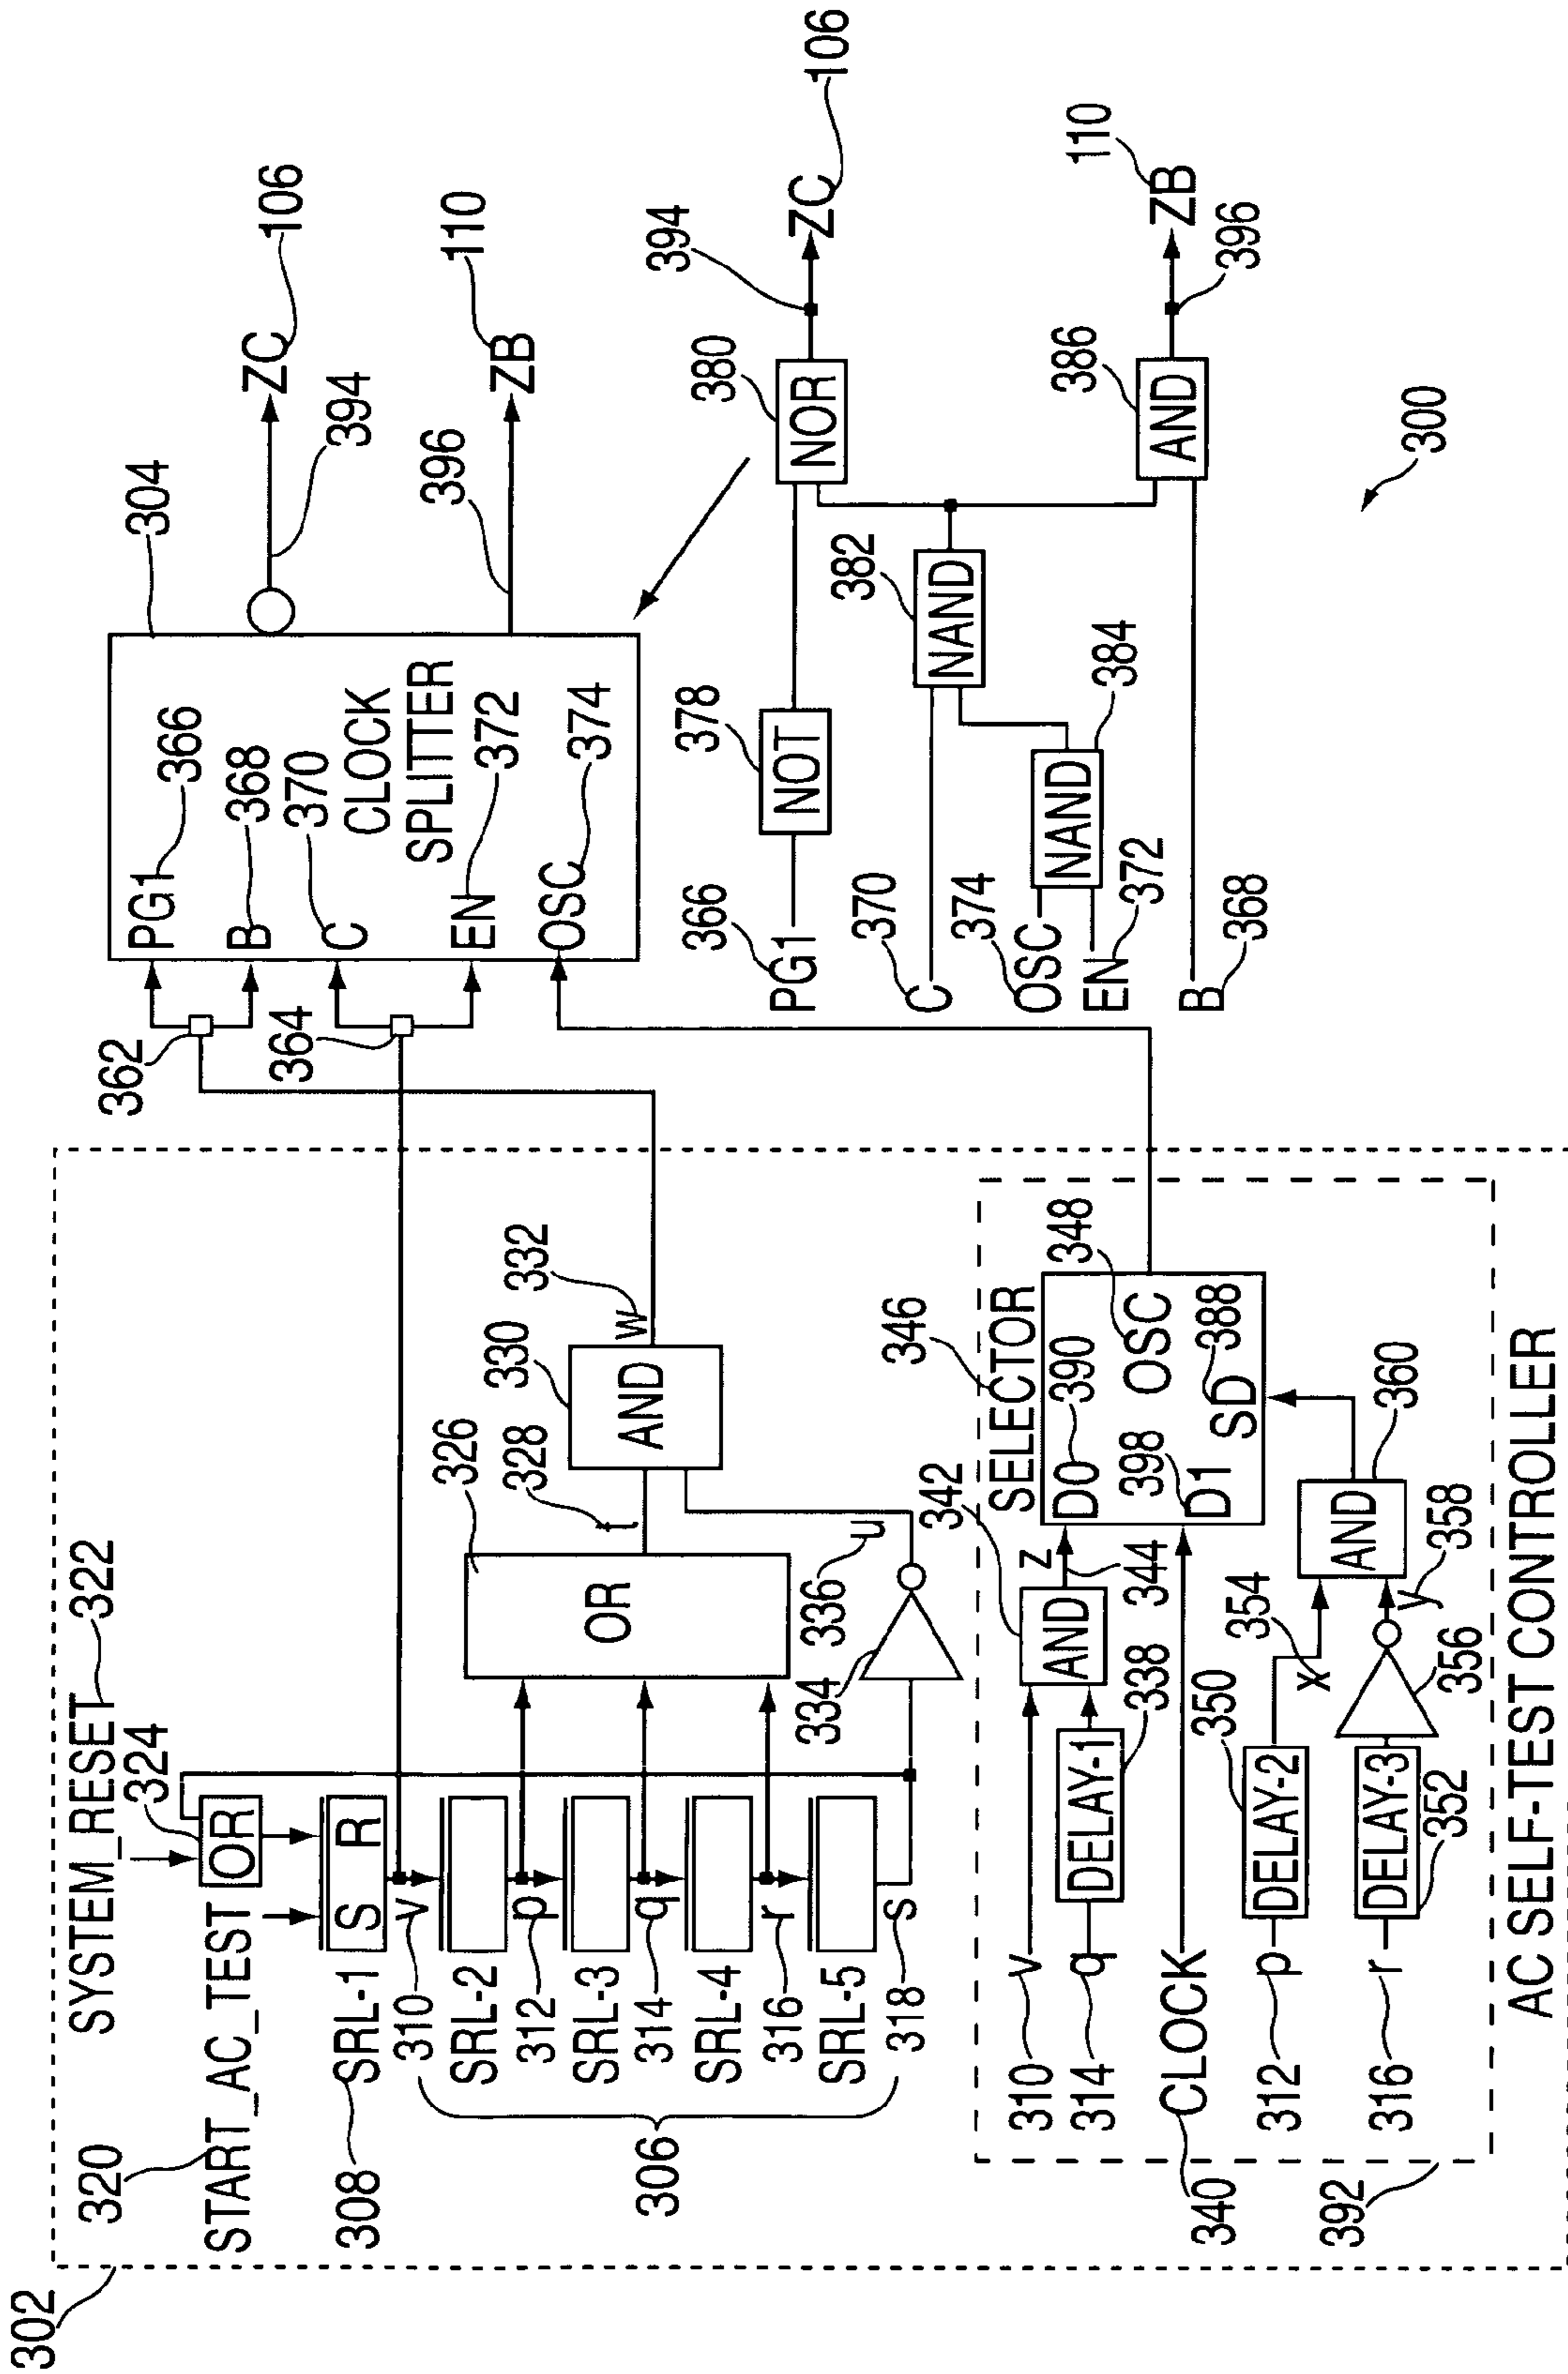 302
320
SYSTEM_RESET
322
324
START_AC_TEST
OR
308
SRL-1
S R
v
310
SRL-2
p
312
SRL-3
q
314
SRL-4
r
316
SRL-5
s
318
306
326
OR
328
t
330
AND
332
w
334
336
u
362
364
304
PG1
366
B
368
C
370
CLOCK
SPLITTER
EN
372
OSC
374
ZC
106
394
396
ZB
110
366
PG1
378
NOT
380
NOR
394
ZC
106
370
C
382
NAND
374
OSC
EN
372
NAND
384
B
368
386
AND
396
ZB
110
300
SELECTOR
346
342
310
v
314
q
DELAY-1
338
AND
z
344
D0
390
OSC
348
398
D1
SD
388
CLOCK
340
312
p
DELAY-2
350
x
354
316
r
DELAY-3
352
356
y
358
AND
360
392
AC SELF-TEST CONTROLLER